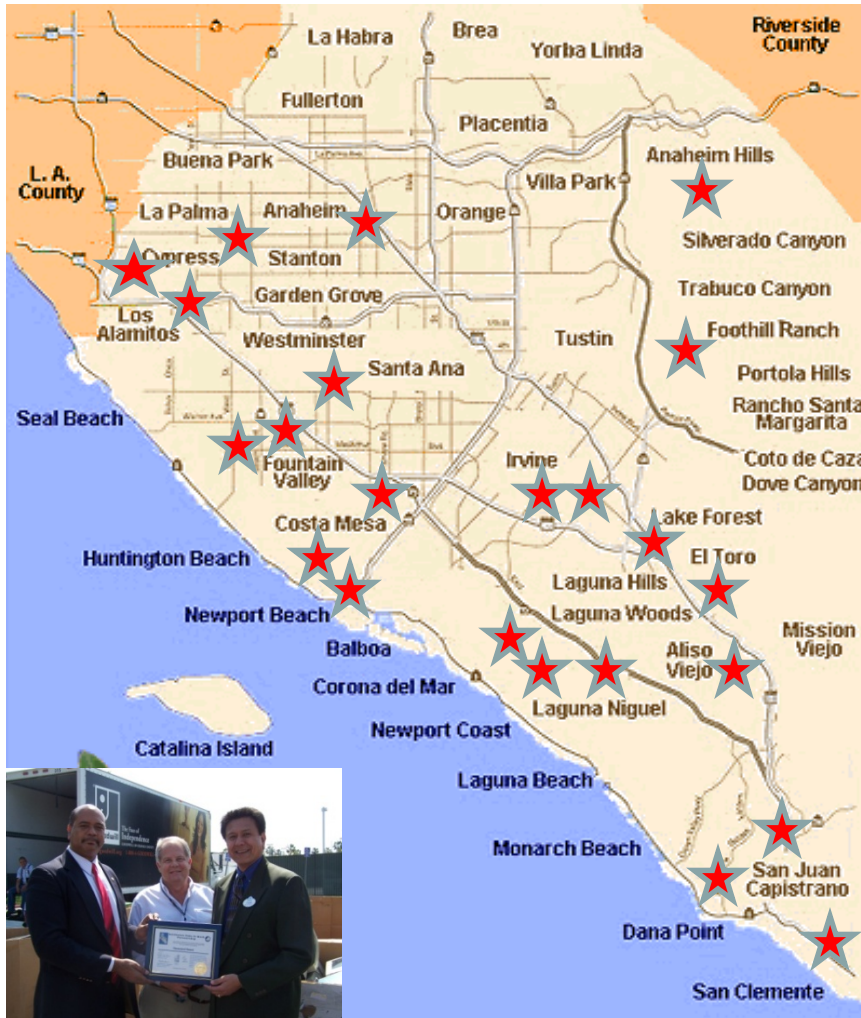 La Habra
Brea
Yorba Linda
Riverside
County
Fullerton
Placentia
Buena Park
La Palma Ave
Anaheim Hills
L. A.
County
Villa Park
La Palma
Anaheim
Orange
Silverado Canyon
Cypress
Stanton
Garden Grove
Trabuco Canyon
Los
Alamitos
Westminster
Tustin
Foothill Ranch
Santa Ana
Portola Hills
Seal Beach
Rancho Santa
Margarita
Fountain
Valley
Irvine
Coto de Caza
Dove Canyon
Costa Mesa
Lake Forest
El Toro
Huntington Beach
Laguna Hills
Newport Beach
Laguna Woods
Mission
Viejo
Balboa
Aliso
Viejo
Corona del Mar
Laguna Niguel
Newport Coast
Catalina Island
Laguna Beach
Monarch Beach
San Juan
Capistrano
Dana Point
San Clemente
Independence